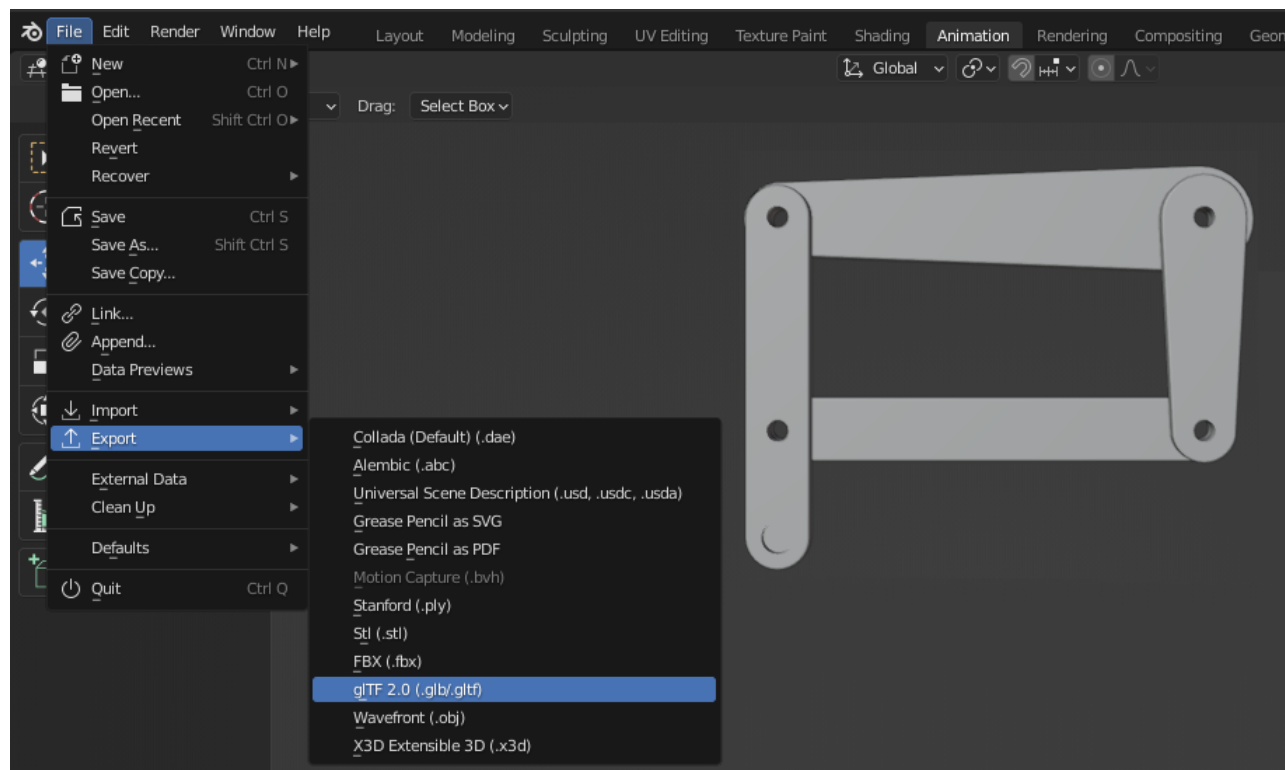 File Edit Render Window Help Layout Modeling Sculpting UV Editing Texture Paint Shading Animation Rendering Compositing
New Ctrl N
Global
Open... Ctrl O
Drag: Select Box
Open Recent Shift Ctrl O
Revert
Recover
Save Ctrl S
Save As... Shift Ctrl S
Save Copy...
Link...
Append...
Data Previews
Import
Export
External Data
Clean Up
Defaults
Quit Ctrl Q
Collada (Default) (.dae)
Alembic (.abc)
Universal Scene Description (.usd, .usdc, .usda)
Grease Pencil as SVG
Grease Pencil as PDF
Motion Capture (.bvh)
Stanford (.ply)
Stl (.stl)
FBX (.fbx)
glTF 2.0 (.glb/.gltf)
Wavefront (.obj)
X3D Extensible 3D (.x3d)